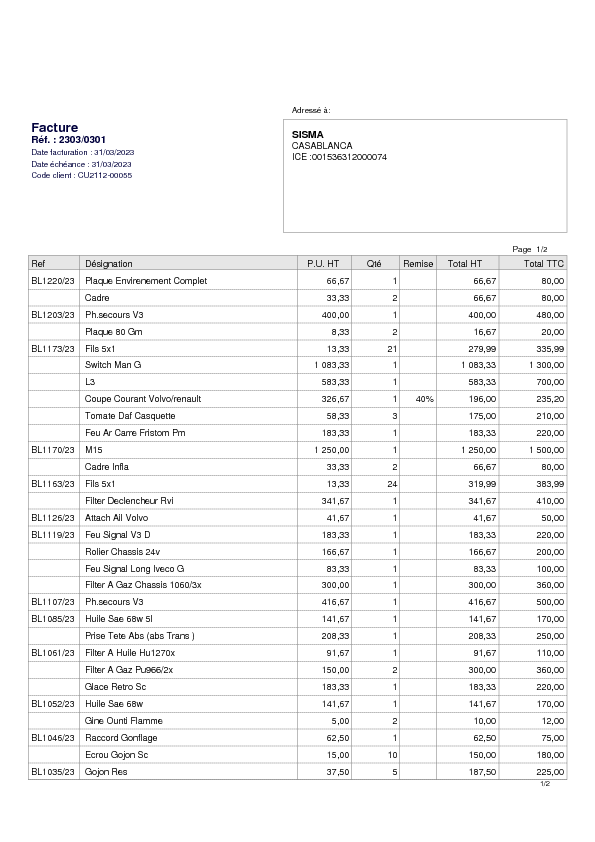 Adressé à:
Facture
Réf. : 2303/0301
Date facturation : 31/03/2023
Date échéance : 31/03/2023
Code client : CU2112-00055
SISMA
CASABLANCA
ICE :001536312000074
Page 1/2
Ref Désignation P.U. HT Qté Remise Total HT Total TTC
BL1220/23 Plaque Envirenement Complet 66,67 1 66,67 80,00
Cadre 33,33 2 66,67 80,00
BL1203/23 Ph.secours V3 400,00 1 400,00 480,00
Plaque 80 Gm 8,33 2 16,67 20,00
BL1173/23 Fils 5x1 13,33 21 279,99 335,99
Switch Man G 1 083,33 1 1 083,33 1 300,00
L3 583,33 1 583,33 700,00
Coupe Courant Volvo/renault 326,67 1 40% 196,00 235,20
Tomate Daf Casquette 58,33 3 175,00 210,00
Feu Ar Carre Fristom Pm 183,33 1 183,33 220,00
BL1170/23 M15 1 250,00 1 1 250,00 1 500,00
Cadre Infla 33,33 2 66,67 80,00
BL1163/23 Fils 5x1 13,33 24 319,99 383,99
Filter Declencheur Rvi 341,67 1 341,67 410,00
BL1126/23 Attach Ail Volvo 41,67 1 41,67 50,00
BL1119/23 Feu Signal V3 D 183,33 1 183,33 220,00
Rolier Chassis 24v 166,67 1 166,67 200,00
Feu Signal Long Iveco G 83,33 1 83,33 100,00
Filter A Gaz Chassis 1060/3x 300,00 1 300,00 360,00
BL1107/23 Ph.secours V3 416,67 1 416,67 500,00
BL1085/23 Huile Sae 68w 5l 141,67 1 141,67 170,00
Prise Tete Abs (abs Trans ) 208,33 1 208,33 250,00
BL1061/23 Filter A Huile Hu1270x 91,67 1 91,67 110,00
Filter A Gaz Pu966/2x 150,00 2 300,00 360,00
Glace Retro Sc 183,33 1 183,33 220,00
BL1052/23 Huile Sae 68w 141,67 1 141,67 170,00
Gine Ounti Flamme 5,00 2 10,00 12,00
BL1046/23 Raccord Gonflage 62,50 1 62,50 75,00
Ecrou Gojon Sc 15,00 10 150,00 180,00
BL1035/23 Gojon Res 37,50 5 187,50 225,00
1/2